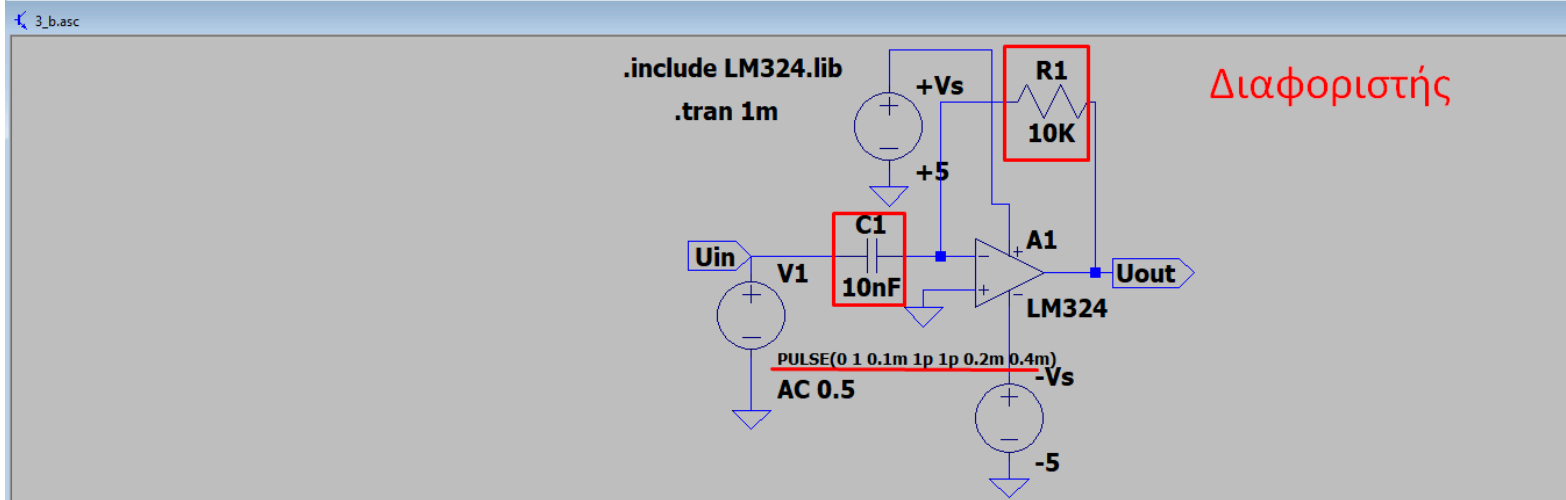 3_b.asc
.include LM324.lib
.tran 1m
+Vs
+5
R1
10K
Διαφοριστής
C1
10nF
Uin
V1
A1
LM324
Uout
PULSE(0 1 0.1m 1p 1p 0.2m 0.4m)
AC 0.5
-Vs
-5